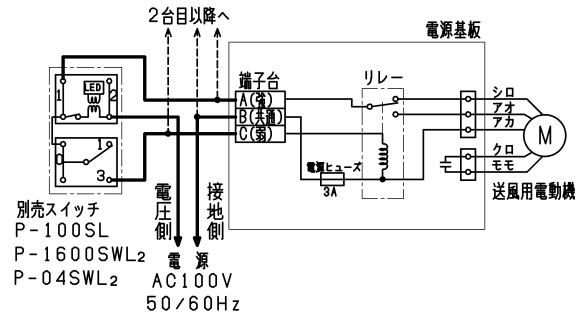 2台目以降へ
電源基板
端子台
リレー
LED
1
2
A(強)
B(共通)
C(弱)
シロ
アオ
アカ
M
0
1
3
電源ヒューズ
3A
クロ
モモ
送風用電動機
別売スイッチ
P-100SL
P-1600SWL2
P-04SWL2
電圧側
接地側
電源
AC100V
50/60Hz